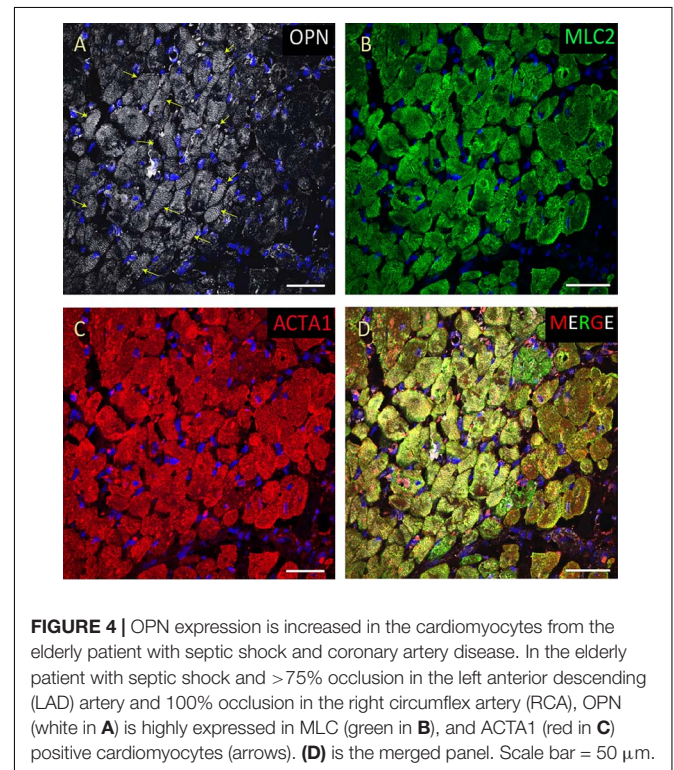 A OPN
B MLC2
C ACTA1
D MERGE
FIGURE 4 | OPN expression is increased in the cardiomyocytes from the
elderly patient with septic shock and coronary artery disease. In the elderly
patient with septic shock and >75% occlusion in the left anterior descending
(LAD) artery and 100% occlusion in the right circumflex artery (RCA), OPN
(white in A) is highly expressed in MLC (green in B), and ACTA1 (red in C)
positive cardiomyocytes (arrows). (D) is the merged panel. Scale bar = 50 μm.